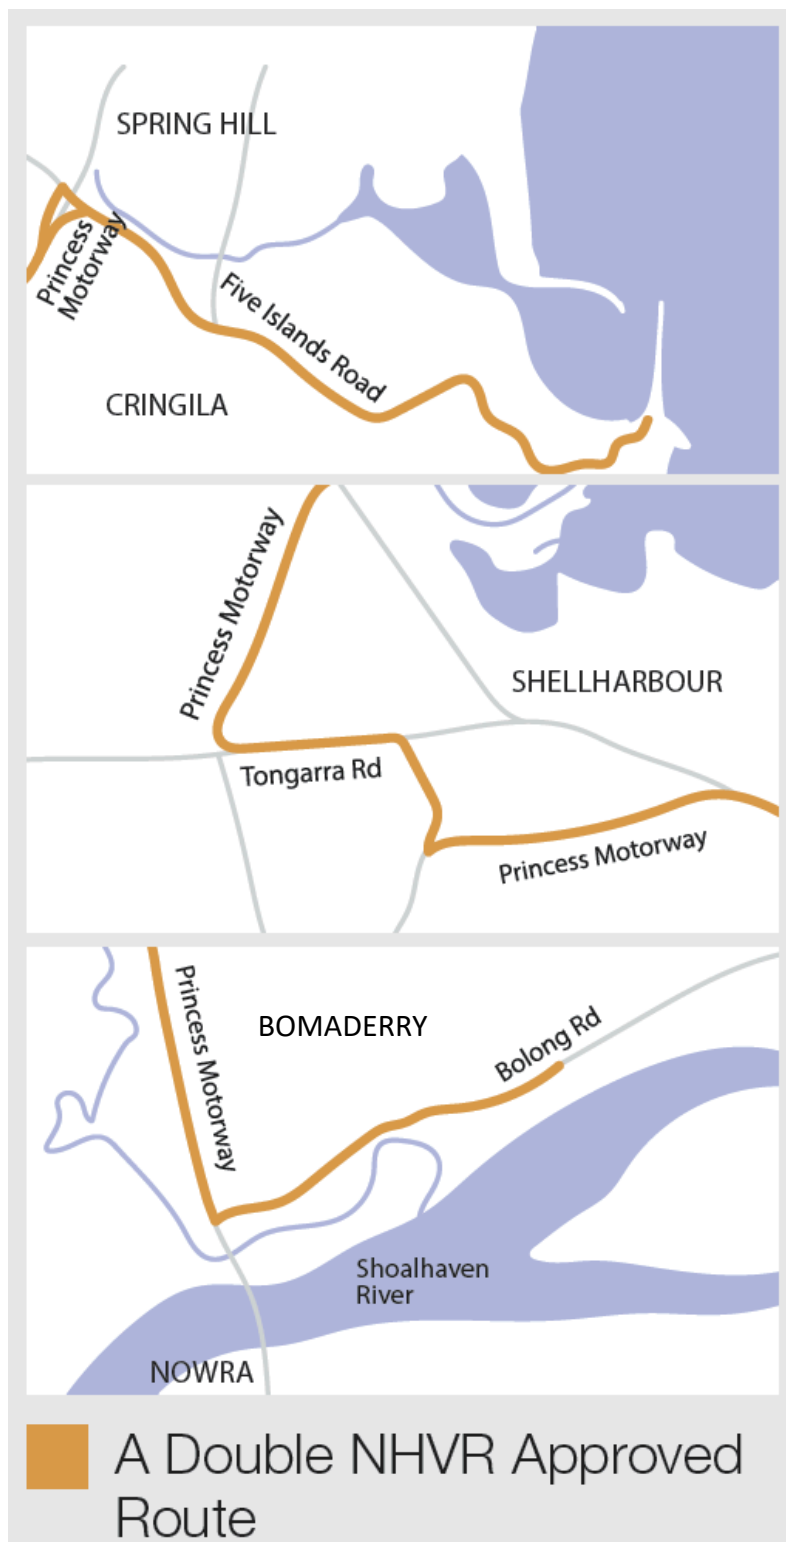 SPRING HILL
Princess
Motorway
Five Islands Road
CRINGILA
Princess Motorway
SHELLHARBOUR
Tongarra Rd
Princess Motorway
Princess Motorway
BOMADERRY
Bolong Rd
Shoalhaven
River
NOWRA
A Double NHVR Approved
Route